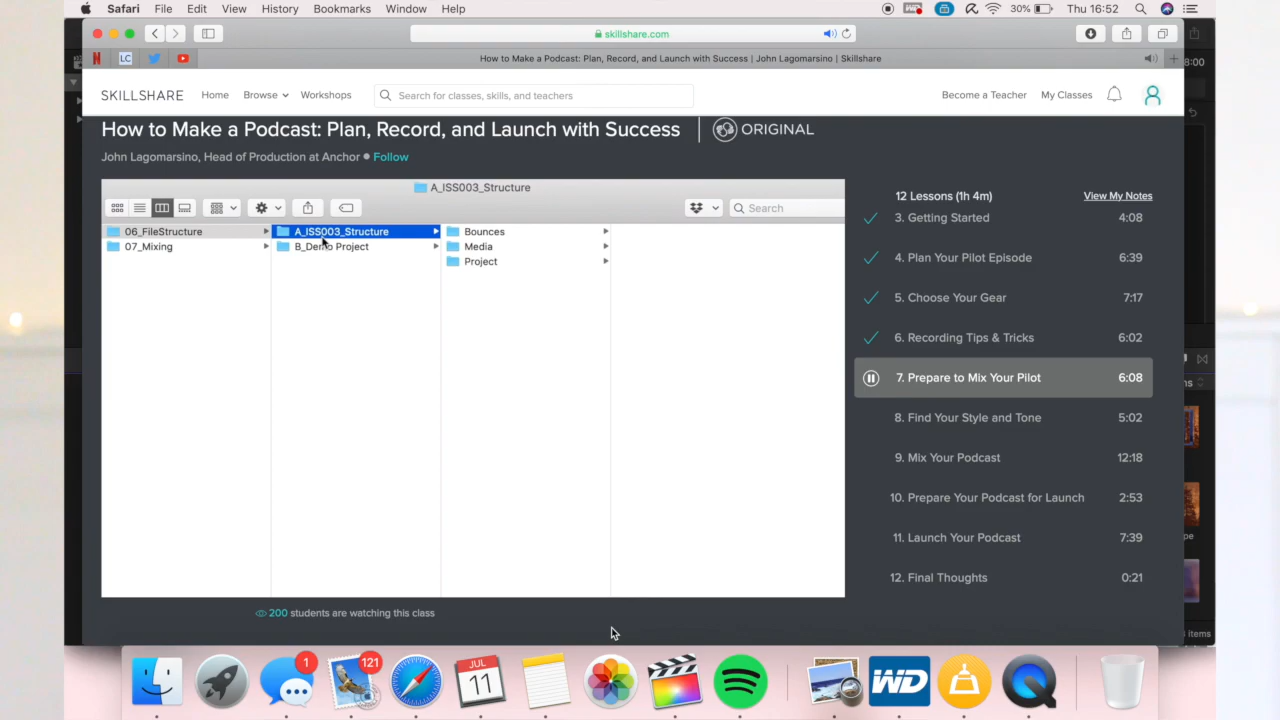 Safari File Edit View History Bookmarks Window Help
30% Thu 16:52
skillshare.com
N LC
How to Make a Podcast: Plan, Record, and Launch with Success | John Lagomarsino | Skillshare
8:00
SKILLSHARE Home Browse Workshops Search for classes, skills, and teachers Become a Teacher My Classes
How to Make a Podcast: Plan, Record, and Launch with Success ORIGINAL
John Lagomarsino, Head of Production at Anchor • Follow
A_ISS003_Structure
Search
06_FileStructure
07_Mixing
A_ISS003_Structure
B_Demo Project
Bounces
Media
Project
200 students are watching this class
12 Lessons (1h 4m) View My Notes
3. Getting Started 4:08
4. Plan Your Pilot Episode 6:39
5. Choose Your Gear 7:17
6. Recording Tips & Tricks 6:02
7. Prepare to Mix Your Pilot 6:08
8. Find Your Style and Tone 5:02
9. Mix Your Podcast 12:18
10. Prepare Your Podcast for Launch 2:53
11. Launch Your Podcast 7:39
12. Final Thoughts 0:21
items
1
121
JUL
11
WD